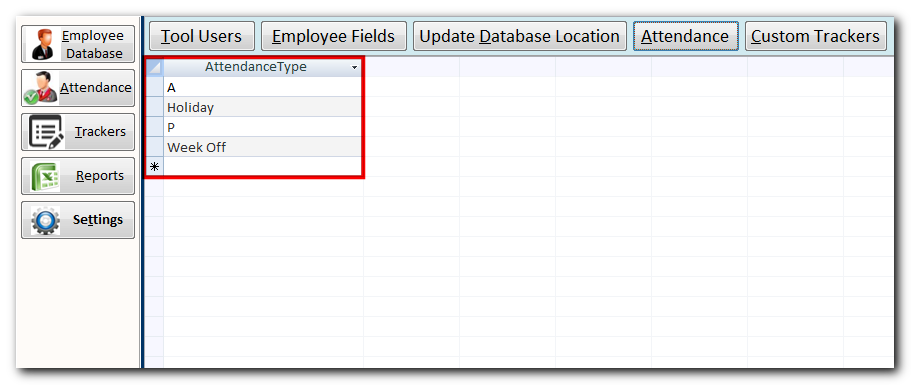 Employee
Database
Attendance
Trackers
Reports
Settings
Tool Users Employee Fields Update Database Location Attendance Custom Trackers
AttendanceType
A
Holiday
P
Week Off
*